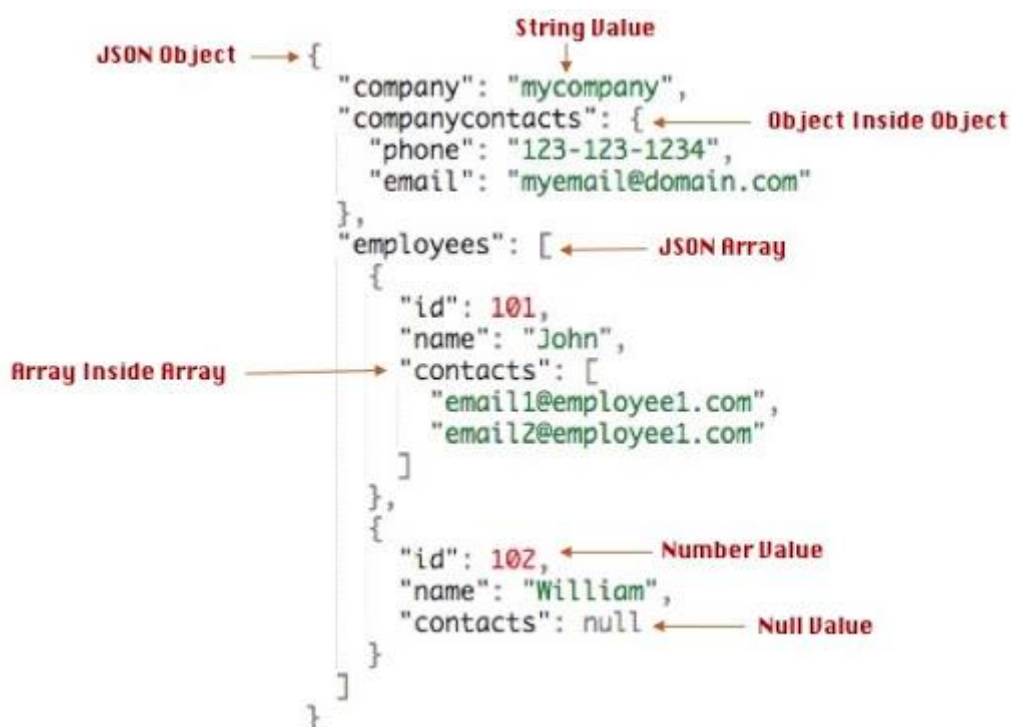 String Value
JSON Object {
"company": "mycompany",
"companycontacts": { Object Inside Object
"phone": "123-123-1234",
"email": "myemail@domain.com"
},
"employees": [ JSON Array
{
"id": 101,
"name": "John",
Array Inside Array "contacts": [
"email1@employee1.com",
"email2@employee1.com"
]
},
{
"id": 102, Number Value
"name": "William",
"contacts": null Null Value
}
]
}